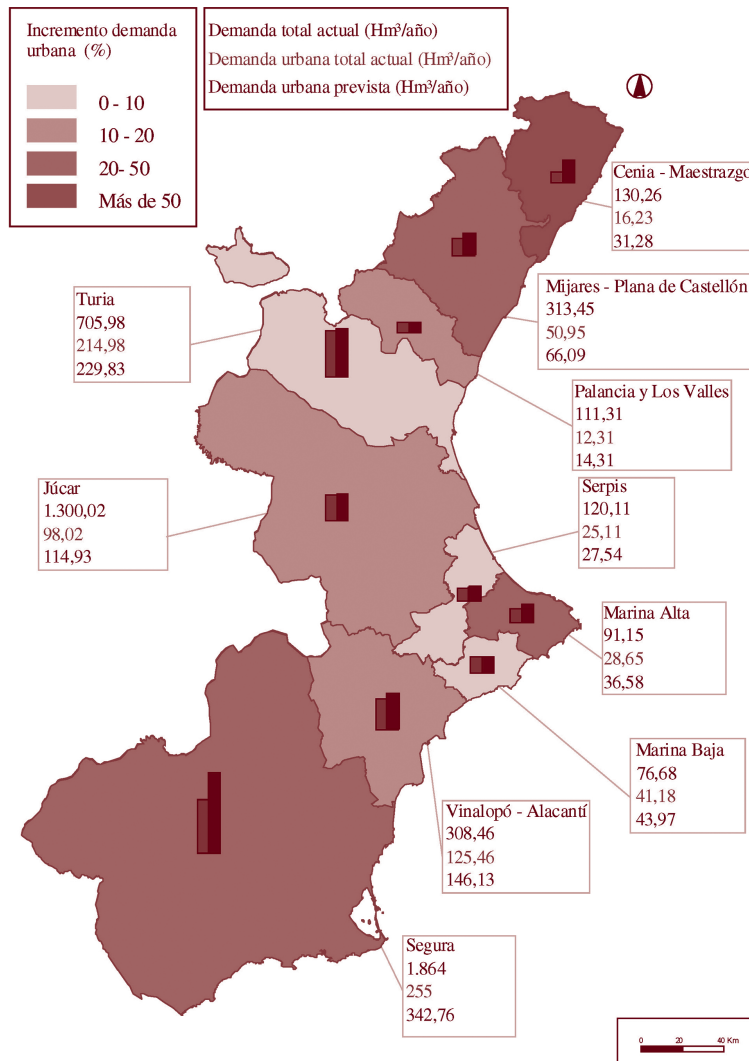 Incremento demanda
urbana (%)
0 - 10
10 - 20
20- 50
Más de 50
Demanda total actual (Hm³/año)
Demanda urbana total actual (Hm³/año)
Demanda urbana prevista (Hm³/año)
Cenia - Maestrazgo
130,26
16,23
31,28
Mijares - Plana de Castellón
313,45
50,95
66,09
Turia
705,98
214,98
229,83
Palancia y Los Valles
111,31
12,31
14,31
Júcar
1.300,02
98,02
114,93
Serpis
120,11
25,11
27,54
Marina Alta
91,15
28,65
36,58
Marina Baja
76,68
41,18
43,97
Vinalopó - Alacantí
308,46
125,46
146,13
Segura
1.864
255
342,76
0 20 40 Km